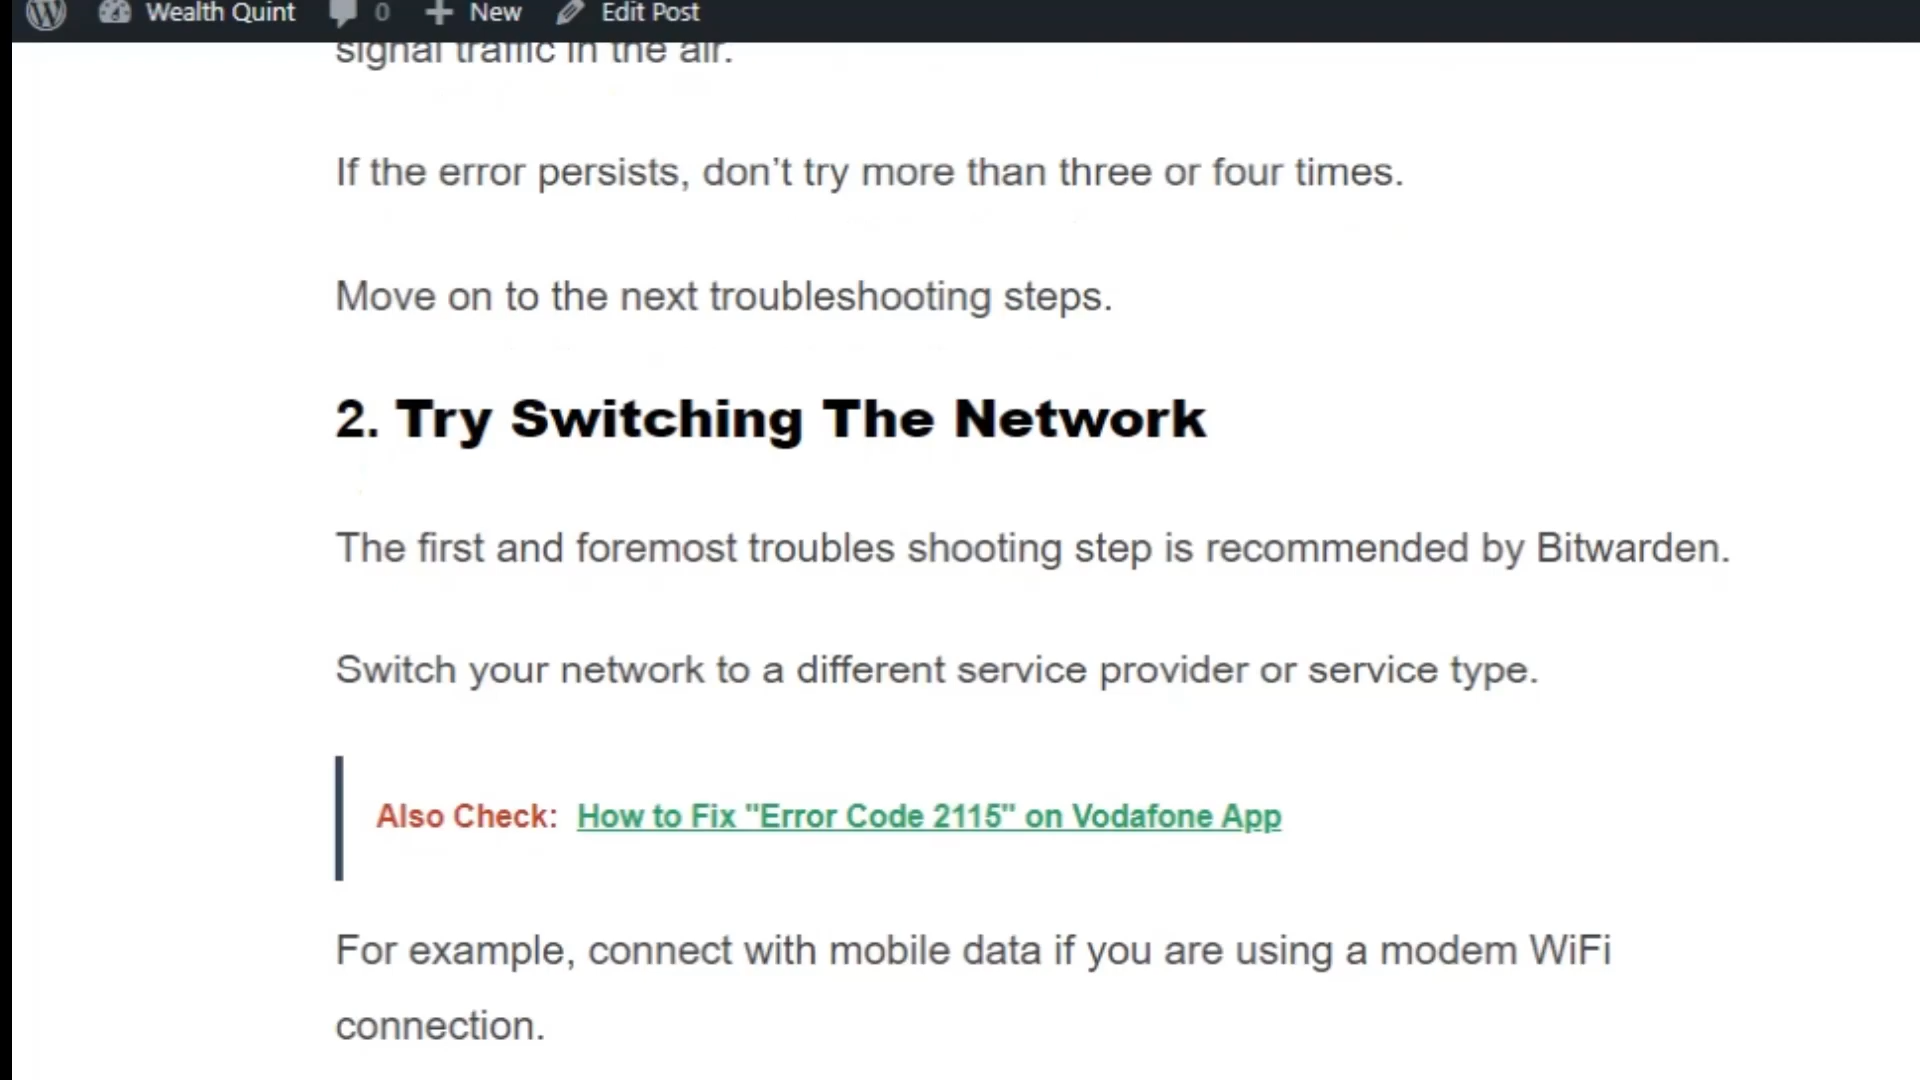 Wealth Quint 0 New Edit Post
signal traffic in the air.
If the error persists, don’t try more than three or four times.
Move on to the next troubleshooting steps.
2. Try Switching The Network
The first and foremost troubles shooting step is recommended by Bitwarden.
Switch your network to a different service provider or service type.
Also Check: How to Fix "Error Code 2115" on Vodafone App
For example, connect with mobile data if you are using a modem WiFi
connection.